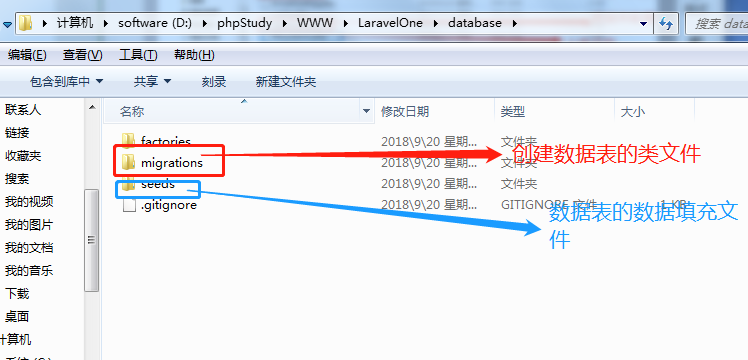 计算机 ▸ software (D:) ▸ phpStudy ▸ WWW ▸ LaravelOne ▸ database ▸
搜索 data
编辑(E) 查看(V) 工具(T) 帮助(H)
包含到库中 共享 刻录 新建文件夹
联系人
链接
收藏夹
搜索
我的视频
我的图片
我的文档
我的音乐
下载
桌面
计算机
名称 修改日期 类型 大小
factories 2018\9\20 星期... 文件夹
migrations 2018\9\20 星期... 文件夹
seeds 2018\9\20 星期... 文件夹
.gitignore 2018\9\20 星期... GITIGNORE 文件 1 KB
创建数据表的类文件
数据表的数据填充文
件